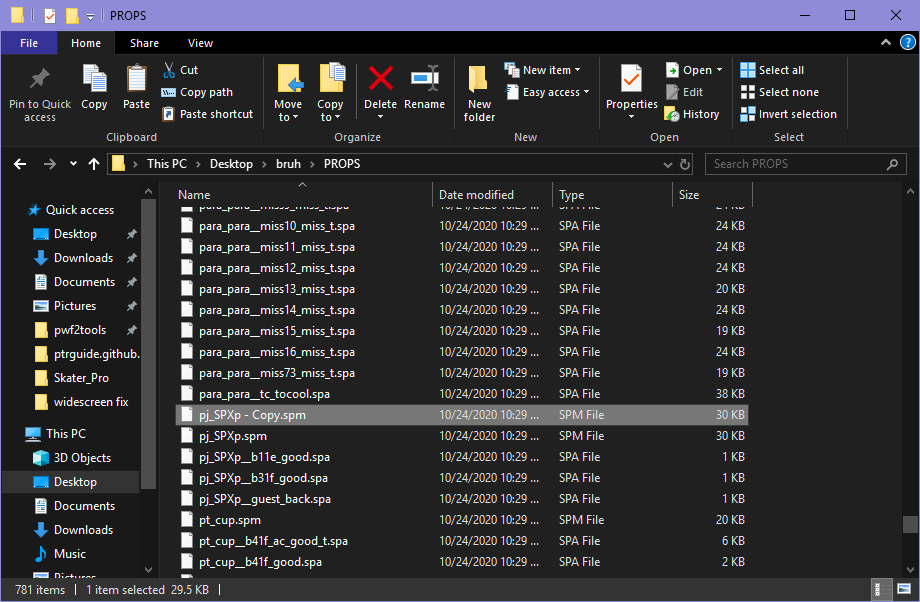 PROPS
File Home Share View
Pin to Quick access
Copy
Paste
Cut
Copy path
Paste shortcut
Clipboard
Move to
Copy to
Delete
Rename
Organize
New folder
New item
Easy access
New
Properties
Open
Edit
History
Open
Select all
Select none
Invert selection
Select
This PC > Desktop > bruh > PROPS
Search PROPS
Quick access
Desktop
Downloads
Documents
Pictures
pwf2tools
ptrguide.github.
Skater_Pro
widescreen fix
This PC
3D Objects
Desktop
Documents
Downloads
Music
Pictures
Name Date modified Type Size
para_para__miss10_miss_t.spa 10/24/2020 10:29 ... SPA File 24 KB
para_para__miss11_miss_t.spa 10/24/2020 10:29 ... SPA File 24 KB
para_para__miss12_miss_t.spa 10/24/2020 10:29 ... SPA File 24 KB
para_para__miss13_miss_t.spa 10/24/2020 10:29 ... SPA File 20 KB
para_para__miss14_miss_t.spa 10/24/2020 10:29 ... SPA File 24 KB
para_para__miss15_miss_t.spa 10/24/2020 10:29 ... SPA File 19 KB
para_para__miss16_miss_t.spa 10/24/2020 10:29 ... SPA File 24 KB
para_para__miss73_miss_t.spa 10/24/2020 10:29 ... SPA File 19 KB
para_para__tc_tocool.spa 10/24/2020 10:29 ... SPA File 38 KB
pj_SPXp - Copy.spm 10/24/2020 10:29 ... SPM File 30 KB
pj_SPXp.spm 10/24/2020 10:29 ... SPM File 30 KB
pj_SPXp__b11e_good.spa 10/24/2020 10:29 ... SPA File 1 KB
pj_SPXp__b31f_good.spa 10/24/2020 10:29 ... SPA File 1 KB
pj_SPXp__guest_back.spa 10/24/2020 10:29 ... SPA File 1 KB
pt_cup.spm 10/24/2020 10:29 ... SPM File 20 KB
pt_cup__b41f_ac_good_t.spa 10/24/2020 10:29 ... SPA File 6 KB
pt_cup__b41f_good.spa 10/24/2020 10:29 ... SPA File 2 KB
781 items 1 item selected 29.5 KB